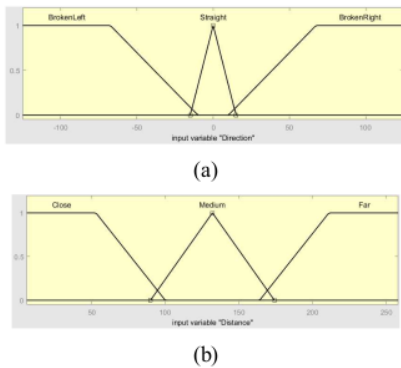 BrokenLeft Straight BrokenRight
1
0.5
0
-100 -50 0 50 100
input variable "Direction"
(a)
Close Medium Far
1
0.5
0
50 100 150 200 250
input variable "Distance"
(b)